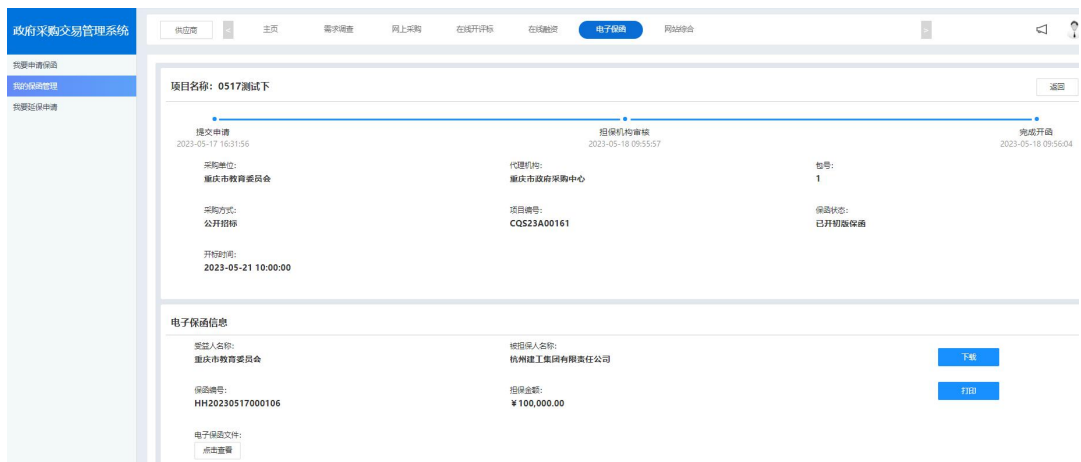 政府采购交易管理系统
供应商 < 主页 需求调查 网上采购 在线开评标 在线融资 电子保函 网站综合 >
我要申请保函
我的保函管理
我要延保申请
项目名称：0517测试下 返回
提交申请 担保机构审核 完成开函
2023-05-17 16:31:56 2023-05-18 09:55:57 2023-05-18 09:56:04
采购单位： 代理机构： 包号：
重庆市教育委员会 重庆市政府采购中心 1
采购方式： 项目编号： 保函状态：
公开招标 CQS23A00161 已开初版保函
开标时间：
2023-05-21 10:00:00
电子保函信息
受益人名称： 被担保人名称：
重庆市教育委员会 杭州建工集团有限责任公司 下载
保函编号： 担保金额：
HH20230517000106 ￥100,000.00 打印
电子保函文件：
点击查看